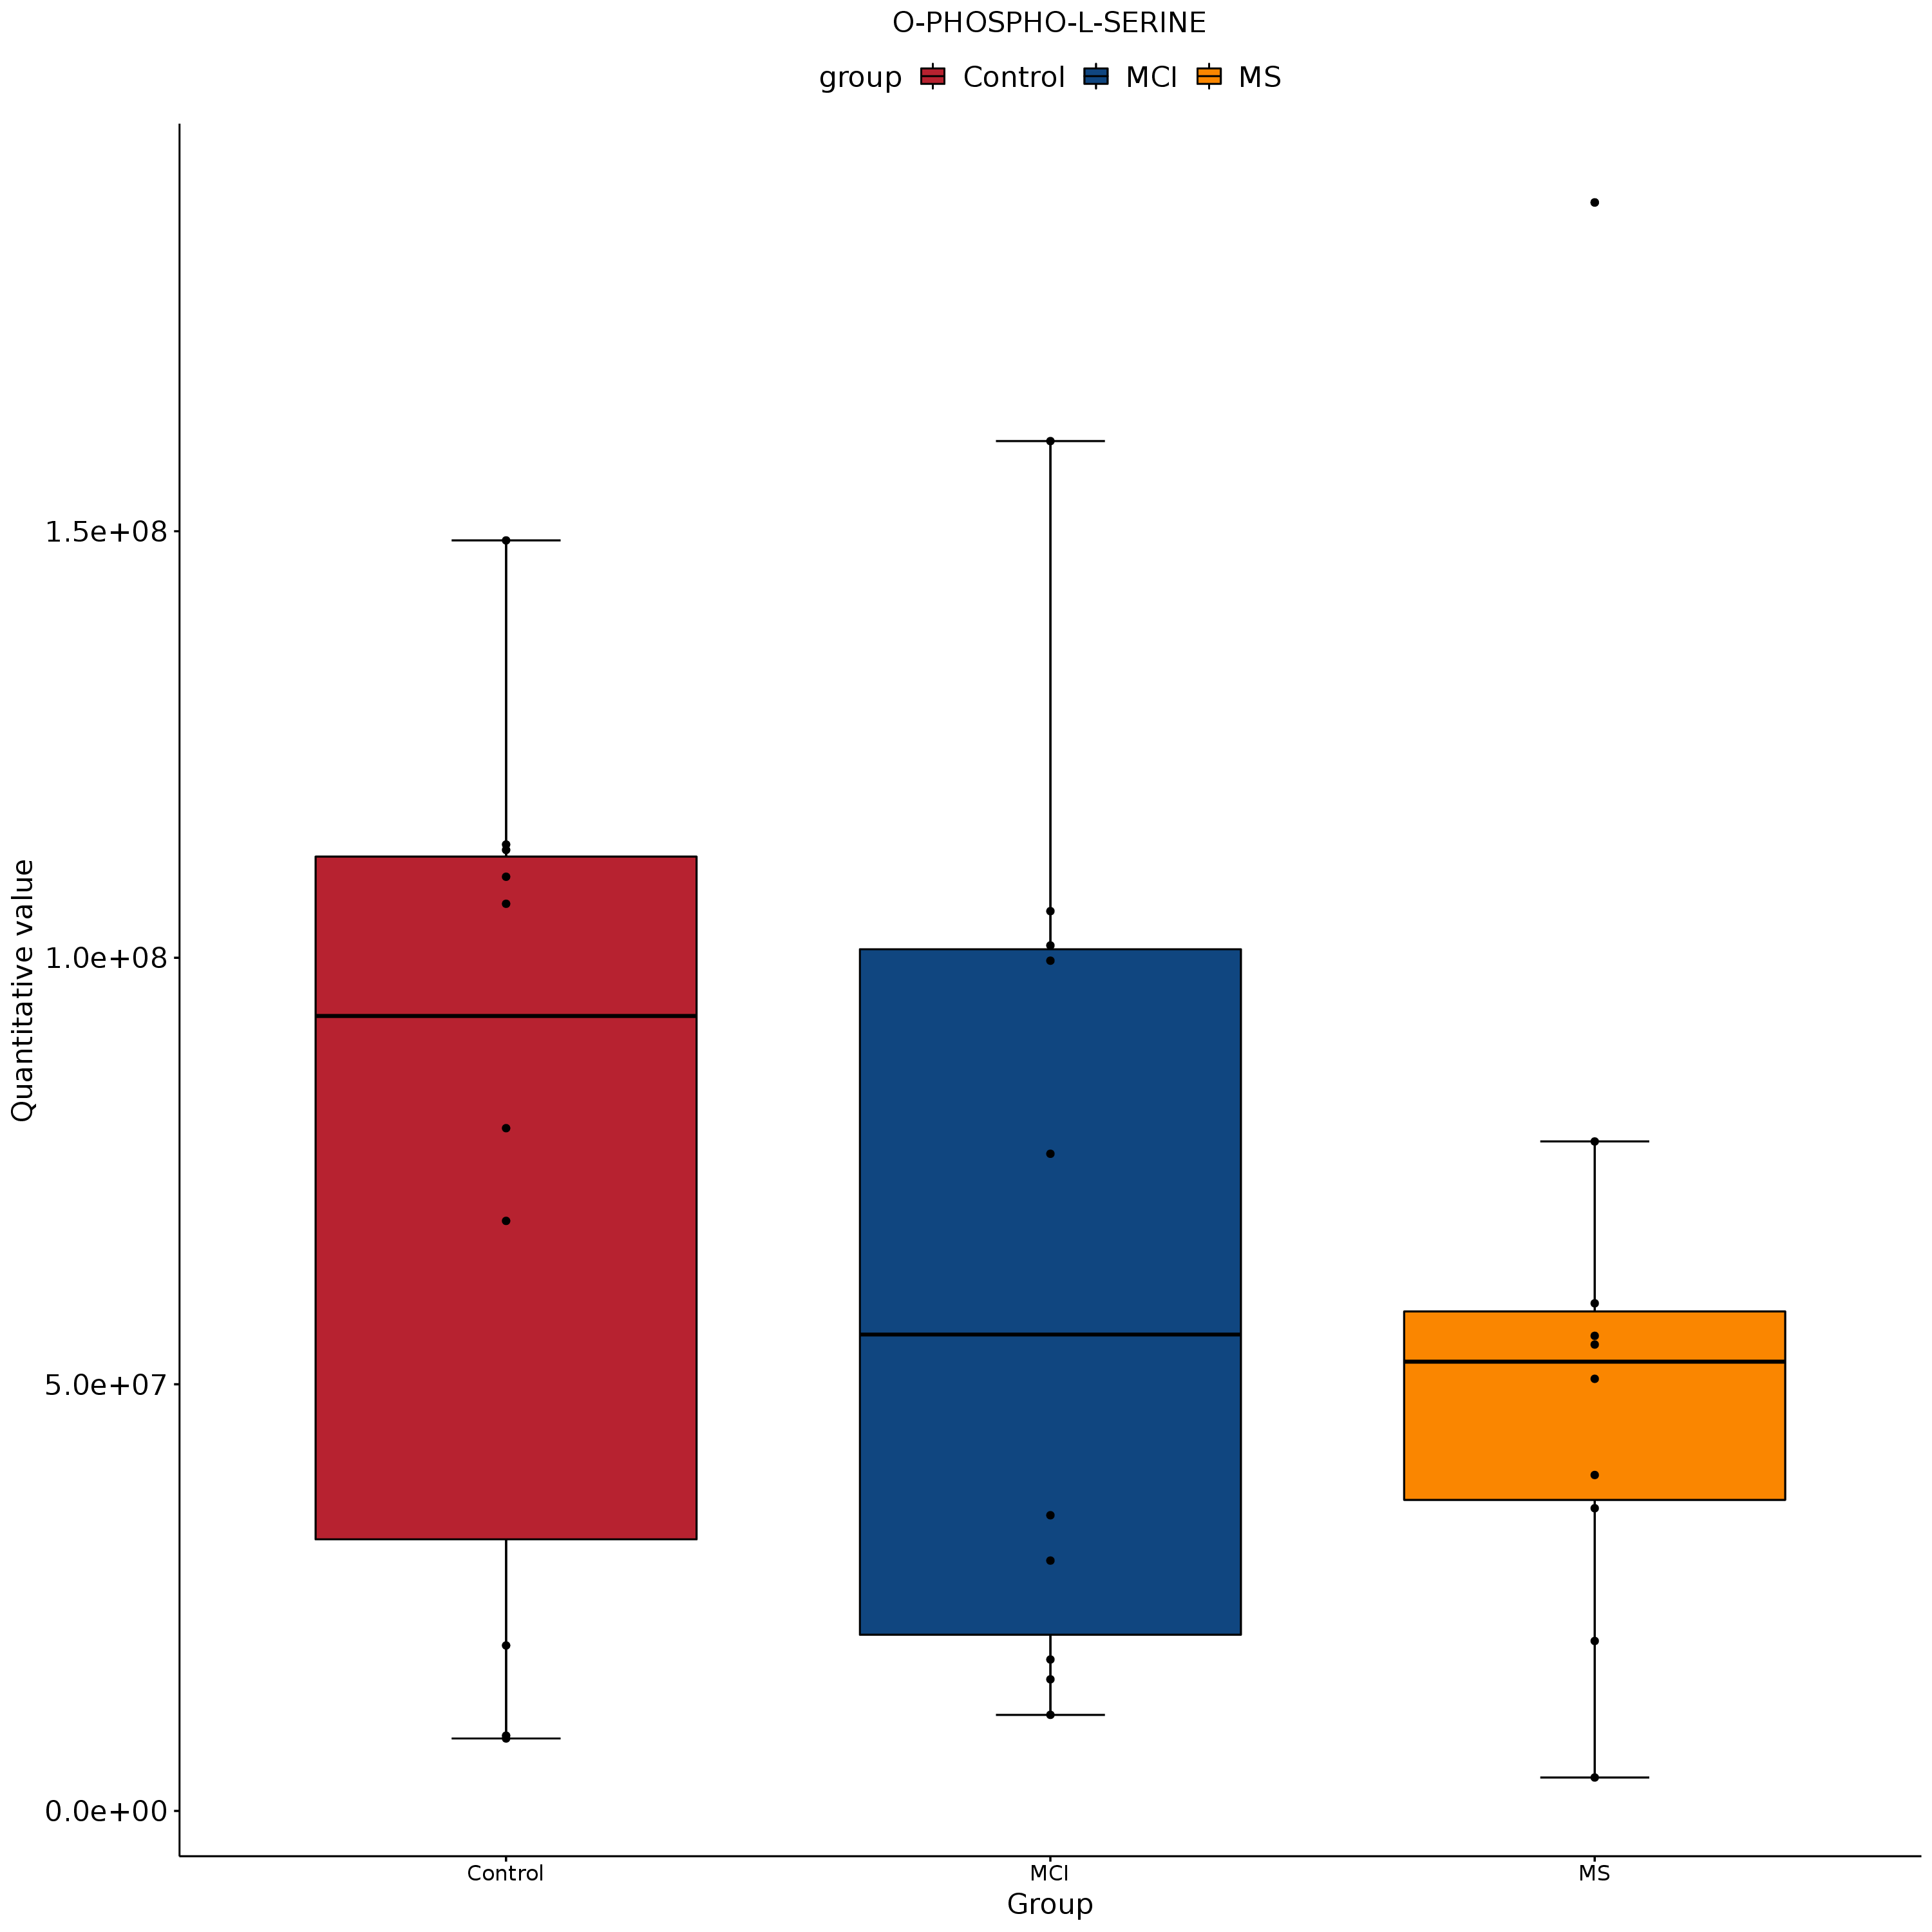 O-PHOSPHO-L-SERINE
group Control MCI MS
Quantitative value
1.5e+08
1.0e+08
5.0e+07
0.0e+00
Control MCI MS
Group